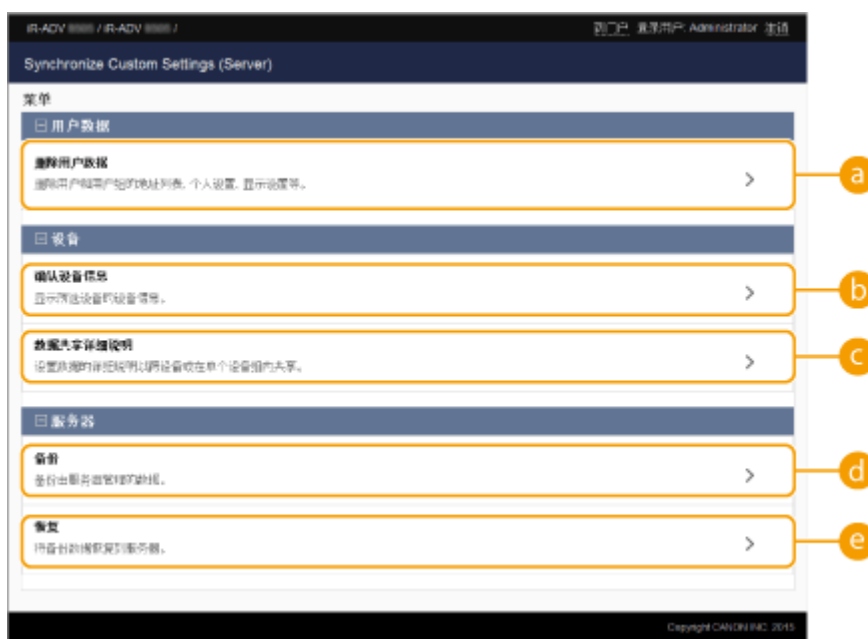 iR-ADV / iR-ADV /
到门户 登录用户: Administrator 注销
Synchronize Custom Settings (Server)
菜单
用户数据
删除用户数据
删除用户和用户组的地址列表, 个人设置, 显示设置等。
a
设备
确认设备信息
显示所选设备的设备信息。
b
数据共享详细说明
设置数据的详细说明以跨设备或在单个设备组内共享。
c
服务器
备份
备份由服务器管理的数据。
d
恢复
将备份数据恢复到服务器。
e
Copyright CANON INC. 2015